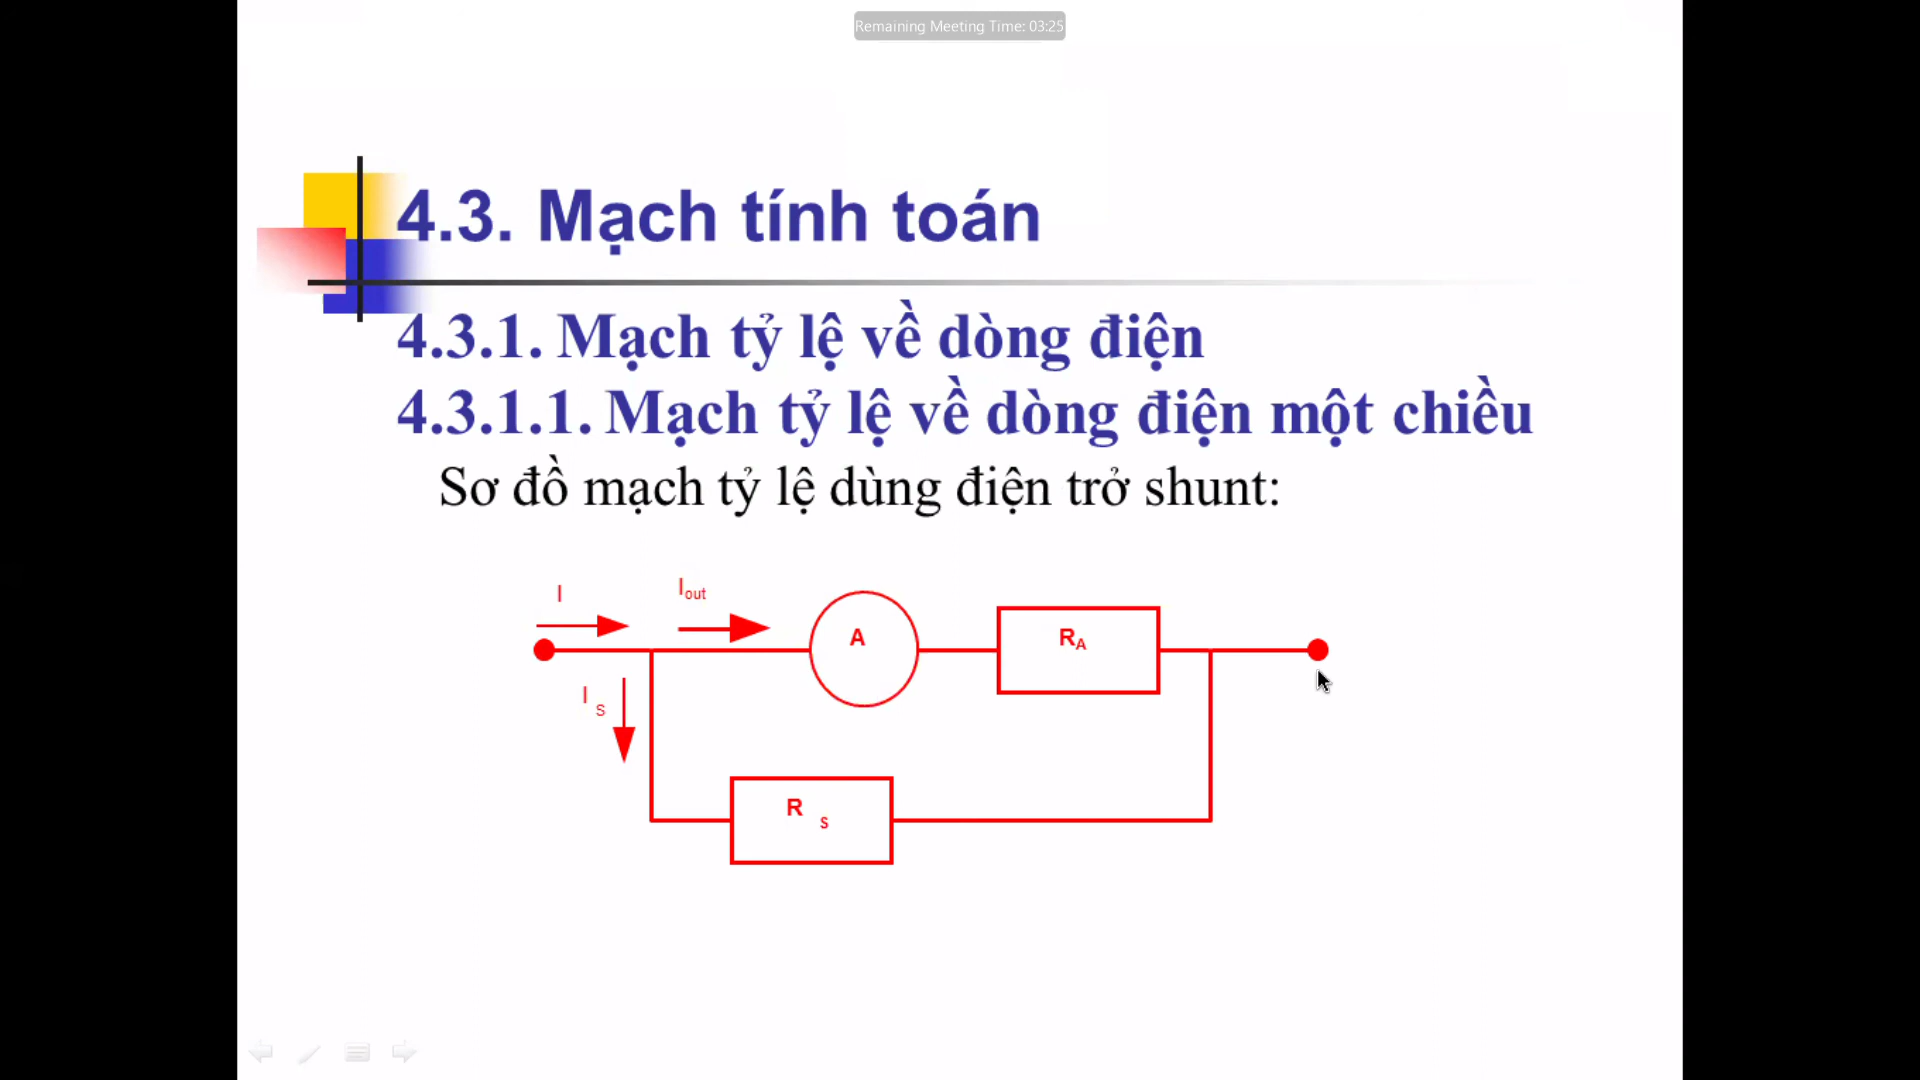 Remaining Meeting Time: 03:25
4.3. Mạch tính toán
4.3.1. Mạch tỷ lệ về dòng điện
4.3.1.1. Mạch tỷ lệ về dòng điện một chiều
Sơ đồ mạch tỷ lệ dùng điện trở shunt:
I
Iout
A
RA
I S
R S